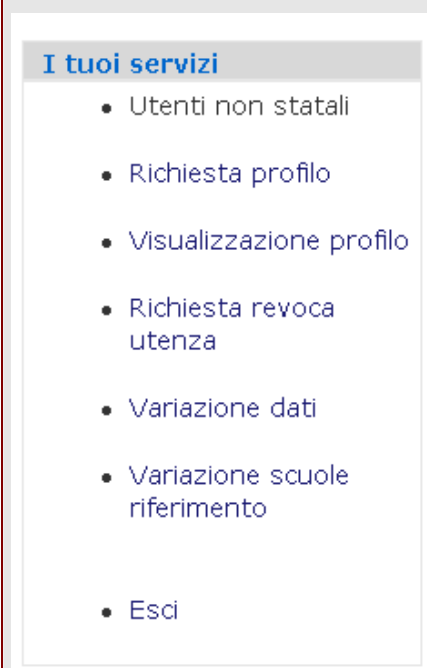 I tuoi servizi
Utenti non statali
Richiesta profilo
Visualizzazione profilo
Richiesta revoca
utenza
Variazione dati
Variazione scuole
riferimento
Esci